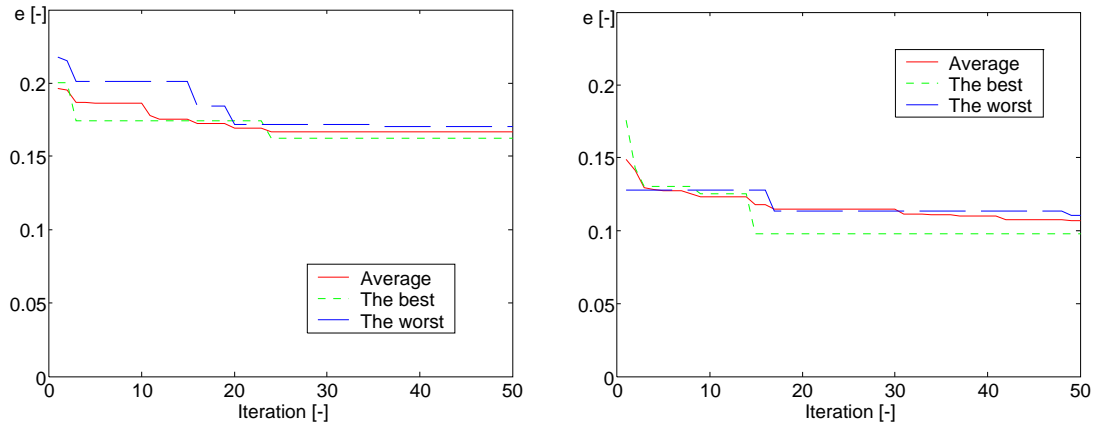 e [-]
0.2
0.15
0.1
0.05
0
Average
The best
The worst
0 10 20 30 40 50
Iteration [-]
e [-]
0.2
0.15
0.1
0.05
0
Average
The best
The worst
0 10 20 30 40 50
Iteration [-]